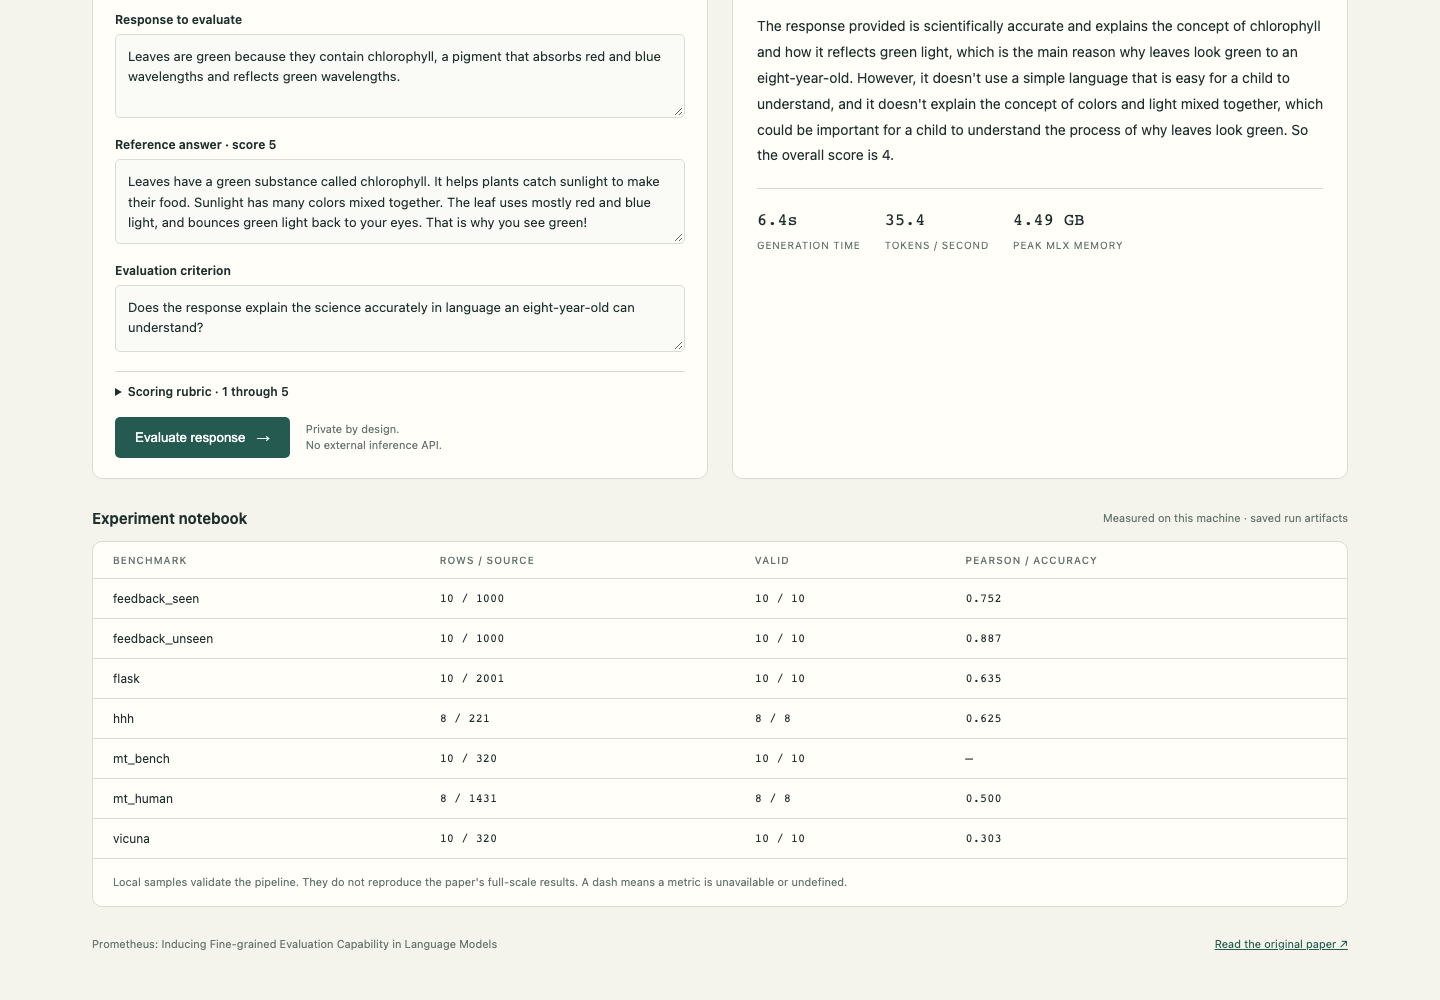 Response to evaluate
Leaves are green because they contain chlorophyll, a pigment that absorbs red and blue
wavelengths and reflects green wavelengths.
Reference answer · score 5
Leaves have a green substance called chlorophyll. It helps plants catch sunlight to make
their food. Sunlight has many colors mixed together. The leaf uses mostly red and blue
light, and bounces green light back to your eyes. That is why you see green!
Evaluation criterion
Does the response explain the science accurately in language an eight-year-old can
understand?
▶ Scoring rubric · 1 through 5
Evaluate response →
Private by design.
No external inference API.
The response provided is scientifically accurate and explains the concept of chlorophyll
and how it reflects green light, which is the main reason why leaves look green to an
eight-year-old. However, it doesn't use a simple language that is easy for a child to
understand, and it doesn't explain the concept of colors and light mixed together, which
could be important for a child to understand the process of why leaves look green. So
the overall score is 4.
6.4s 35.4 4.49 GB
GENERATION TIME TOKENS / SECOND PEAK MLX MEMORY
Experiment notebook
Measured on this machine · saved run artifacts
BENCHMARK ROWS / SOURCE VALID PEARSON / ACCURACY
feedback_seen 10 / 1000 10 / 10 0.752
feedback_unseen 10 / 1000 10 / 10 0.887
flask 10 / 2001 10 / 10 0.635
hhh 8 / 221 8 / 8 0.625
mt_bench 10 / 320 10 / 10 —
mt_human 8 / 1431 8 / 8 0.500
vicuna 10 / 320 10 / 10 0.303
Local samples validate the pipeline. They do not reproduce the paper's full-scale results. A dash means a metric is unavailable or undefined.
Prometheus: Inducing Fine-grained Evaluation Capability in Language Models
Read the original paper ↗